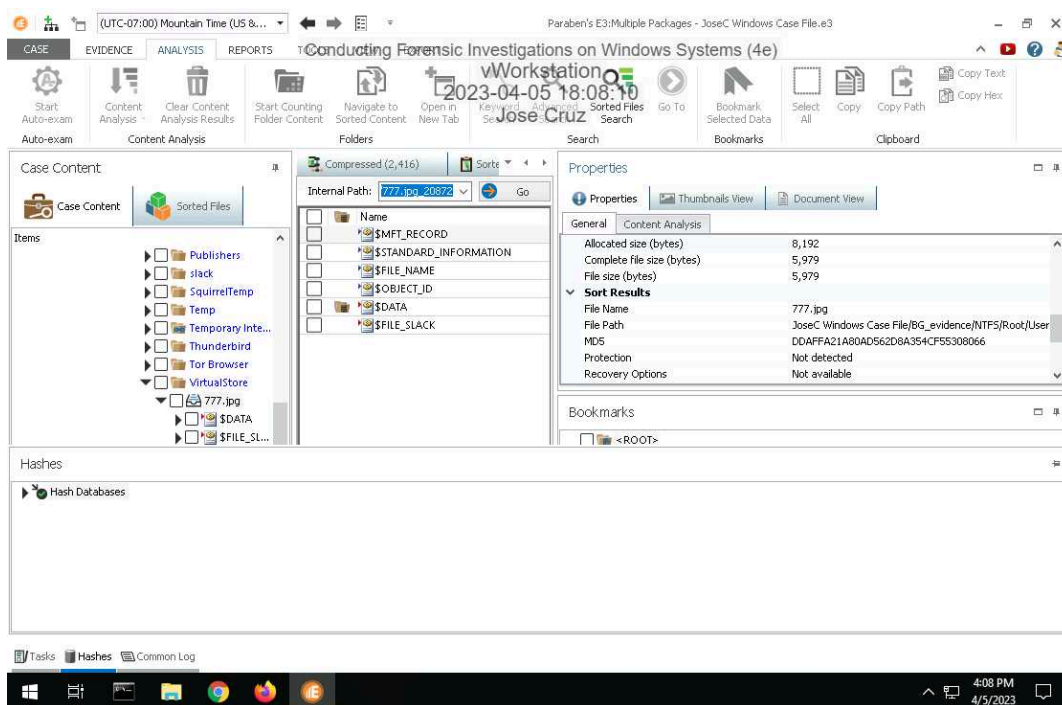 (UTC-07:00) Mountain Time (US &...
Paraben's E3:Multiple Packages - JoseC Windows Case File.e3
CASE EVIDENCE ANALYSIS REPORTS
Conducting Forensic Investigations on Windows Systems (4e)
vWorkstation
2023-04-05 18:08:10
Jose Cruz
Start Auto-exam
Content Analysis
Clear Content Analysis Results
Start Counting Folder Content
Navigate to Sorted Content
Open in New Tab
Keyword
Sorted Files Search
Go To
Bookmark Selected Data
Select All
Copy
Copy Path
Copy Text
Copy Hex
Auto-exam
Content Analysis
Folders
Search
Bookmarks
Clipboard
Case Content
Case Content
Sorted Files
Items
Publishers
slack
SquirrelTemp
Temp
Temporary Inte...
Thunderbird
Tor Browser
VirtualStore
777.jpg
$DATA
$FILE_SL...
Compressed (2,416)
Sorte
Internal Path: 777.jpg_20872 Go
Name
$MFT_RECORD
$STANDARD_INFORMATION
$FILE_NAME
$OBJECT_ID
$DATA
$FILE_SLACK
Properties
Properties
Thumbnails View
Document View
General
Content Analysis
Allocated size (bytes) 8,192
Complete file size (bytes) 5,979
File size (bytes) 5,979
Sort Results
File Name 777.jpg
File Path JoseC Windows Case File/BG_evidence/NTFS/Root/User
MD5 DDAFFA21A80AD562D8A354CF55308066
Protection Not detected
Recovery Options Not available
Bookmarks
<ROOT>
Hashes
Hash Databases
Tasks Hashes Common Log
4:08 PM
4/5/2023